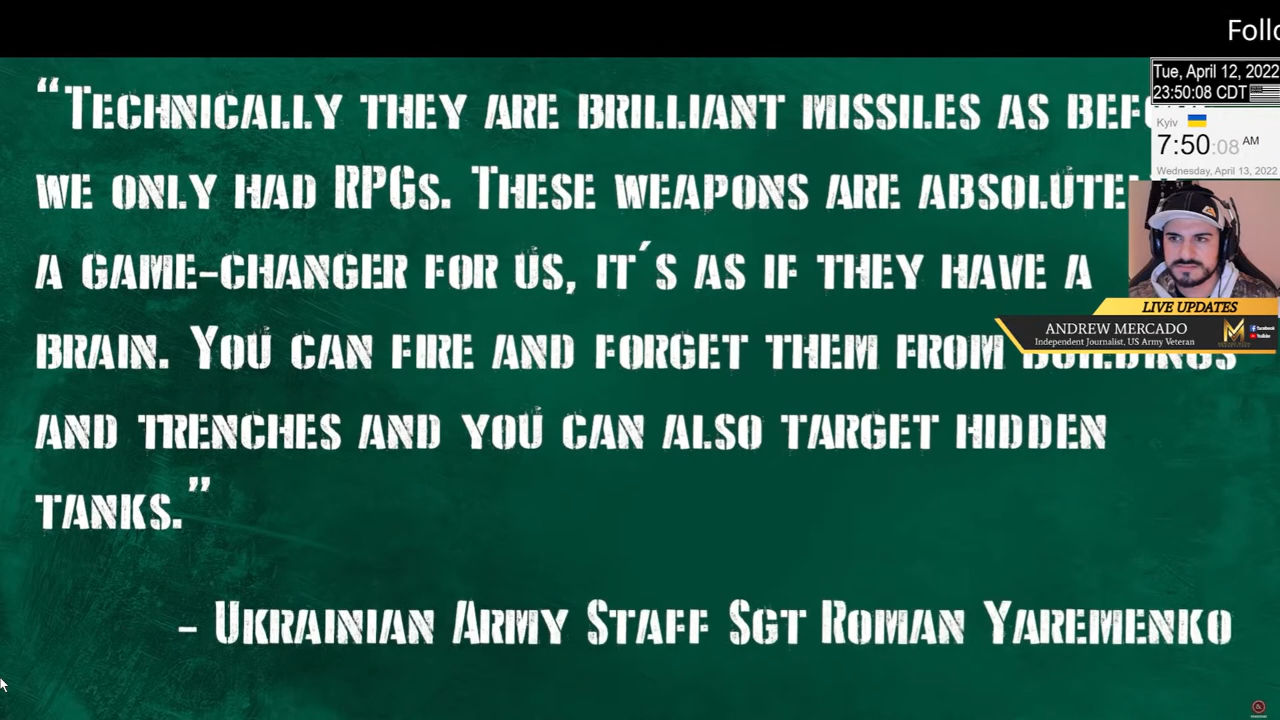 Follo
Tue, April 12, 2022
23:50:08 CDT
Kyiv
7:50:08 AM
Wednesday, April 13, 2022
“Technically they are brilliant missiles as
we only had RPGs. These weapons are
a game-changer for us, it´s as if they have a
brain. You can fire and forget them from
and trenches and you can also target hidden
tanks.”
- Ukrainian Army Staff Sgt Roman Yaremenko
LIVE UPDATES
ANDREW MERCADO
Independent Journalist, US Army Veteran
Facebook
YouTube